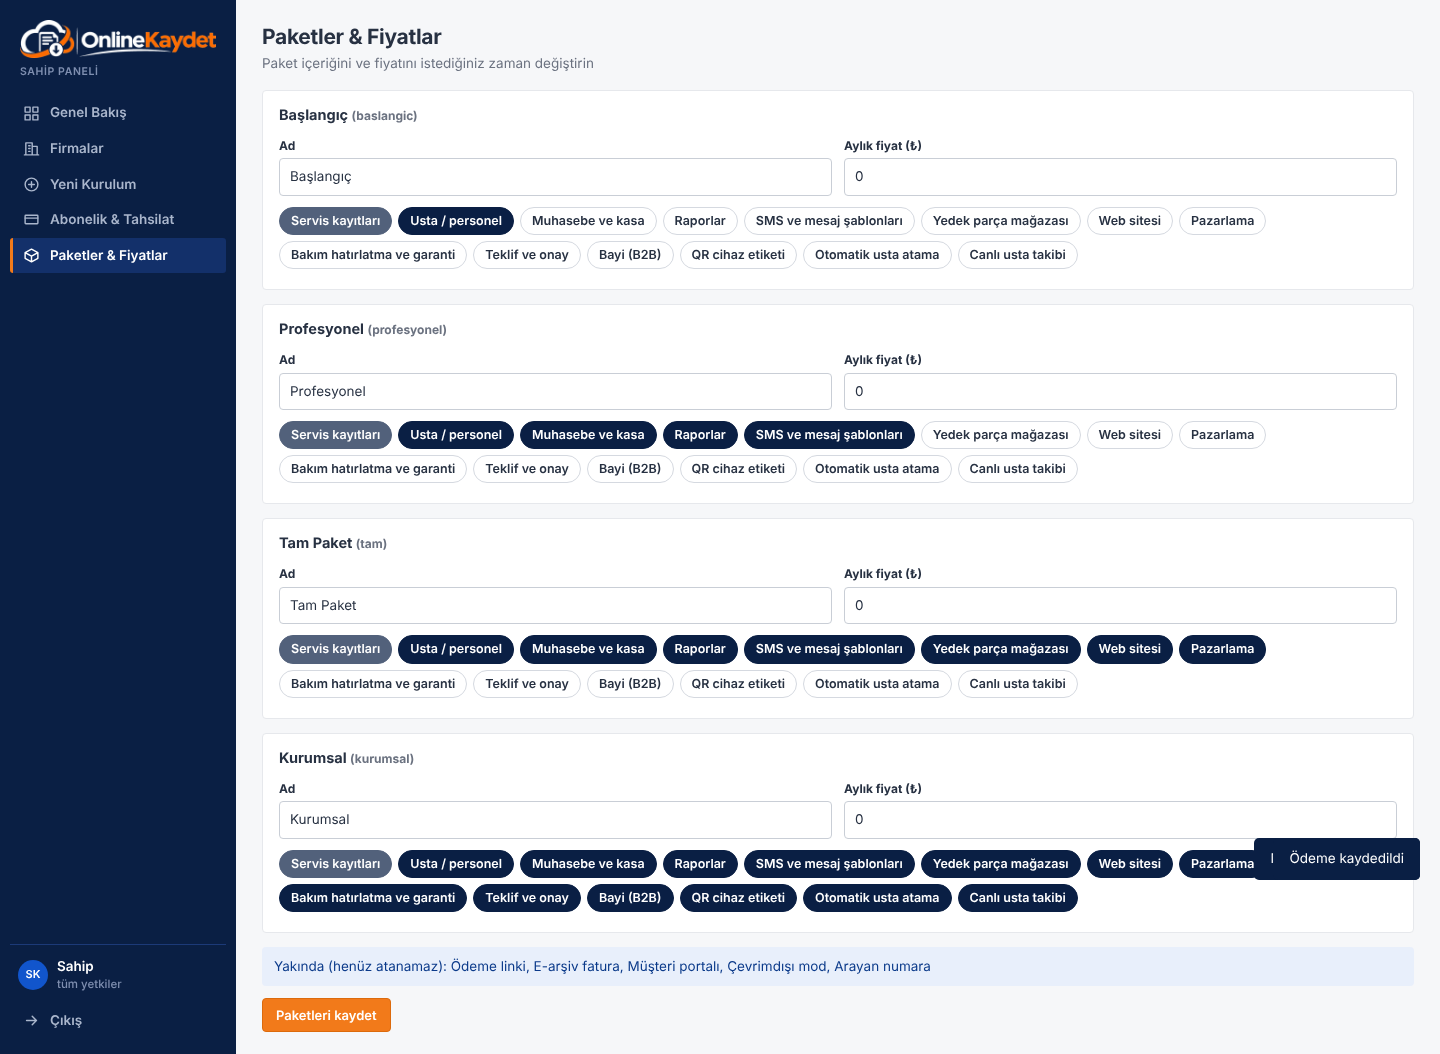 OnlineKaydet
SAHİP PANELİ
Genel Bakış
Firmalar
Yeni Kurulum
Abonelik & Tahsilat
Paketler & Fiyatlar
SK
Sahip
tüm yetkiler
Çıkış
Paketler & Fiyatlar
Paket içeriğini ve fiyatını istediğiniz zaman değiştirin
Başlangıç (baslangic)
Ad Aylık fiyat (₺)
Başlangıç 0
Servis kayıtları Usta / personel Muhasebe ve kasa Raporlar SMS ve mesaj şablonları Yedek parça mağazası Web sitesi Pazarlama
Bakım hatırlatma ve garanti Teklif ve onay Bayi (B2B) QR cihaz etiketi Otomatik usta atama Canlı usta takibi
Profesyonel (profesyonel)
Ad Aylık fiyat (₺)
Profesyonel 0
Servis kayıtları Usta / personel Muhasebe ve kasa Raporlar SMS ve mesaj şablonları Yedek parça mağazası Web sitesi Pazarlama
Bakım hatırlatma ve garanti Teklif ve onay Bayi (B2B) QR cihaz etiketi Otomatik usta atama Canlı usta takibi
Tam Paket (tam)
Ad Aylık fiyat (₺)
Tam Paket 0
Servis kayıtları Usta / personel Muhasebe ve kasa Raporlar SMS ve mesaj şablonları Yedek parça mağazası Web sitesi Pazarlama
Bakım hatırlatma ve garanti Teklif ve onay Bayi (B2B) QR cihaz etiketi Otomatik usta atama Canlı usta takibi
Kurumsal (kurumsal)
Ad Aylık fiyat (₺)
Kurumsal 0
Servis kayıtları Usta / personel Muhasebe ve kasa Raporlar SMS ve mesaj şablonları Yedek parça mağazası Web sitesi Pazarlama
Ödeme kaydedildi
Bakım hatırlatma ve garanti Teklif ve onay Bayi (B2B) QR cihaz etiketi Otomatik usta atama Canlı usta takibi
Yakında (henüz atanamaz): Ödeme linki, E-arşiv fatura, Müşteri portalı, Çevrimdışı mod, Arayan numara
Paketleri kaydet